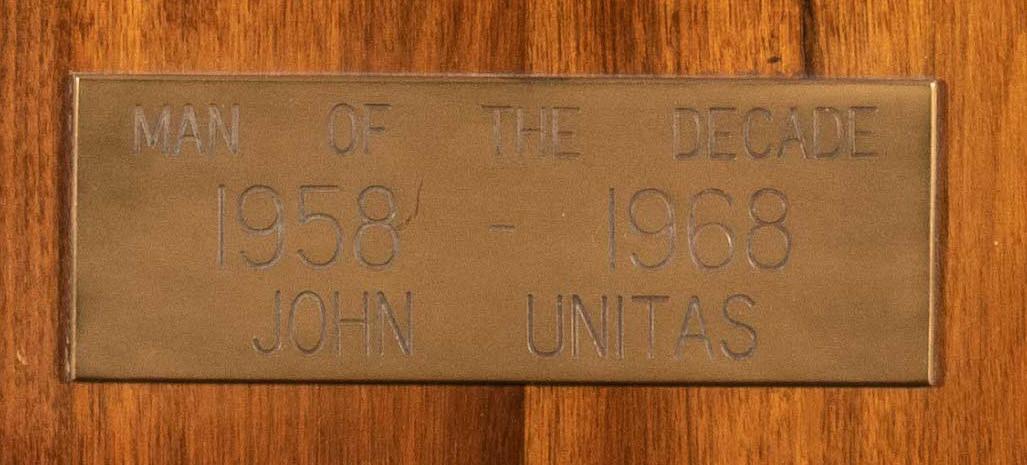 MAN OF THE DECADE
1958 - 1968
JOHN UNITAS